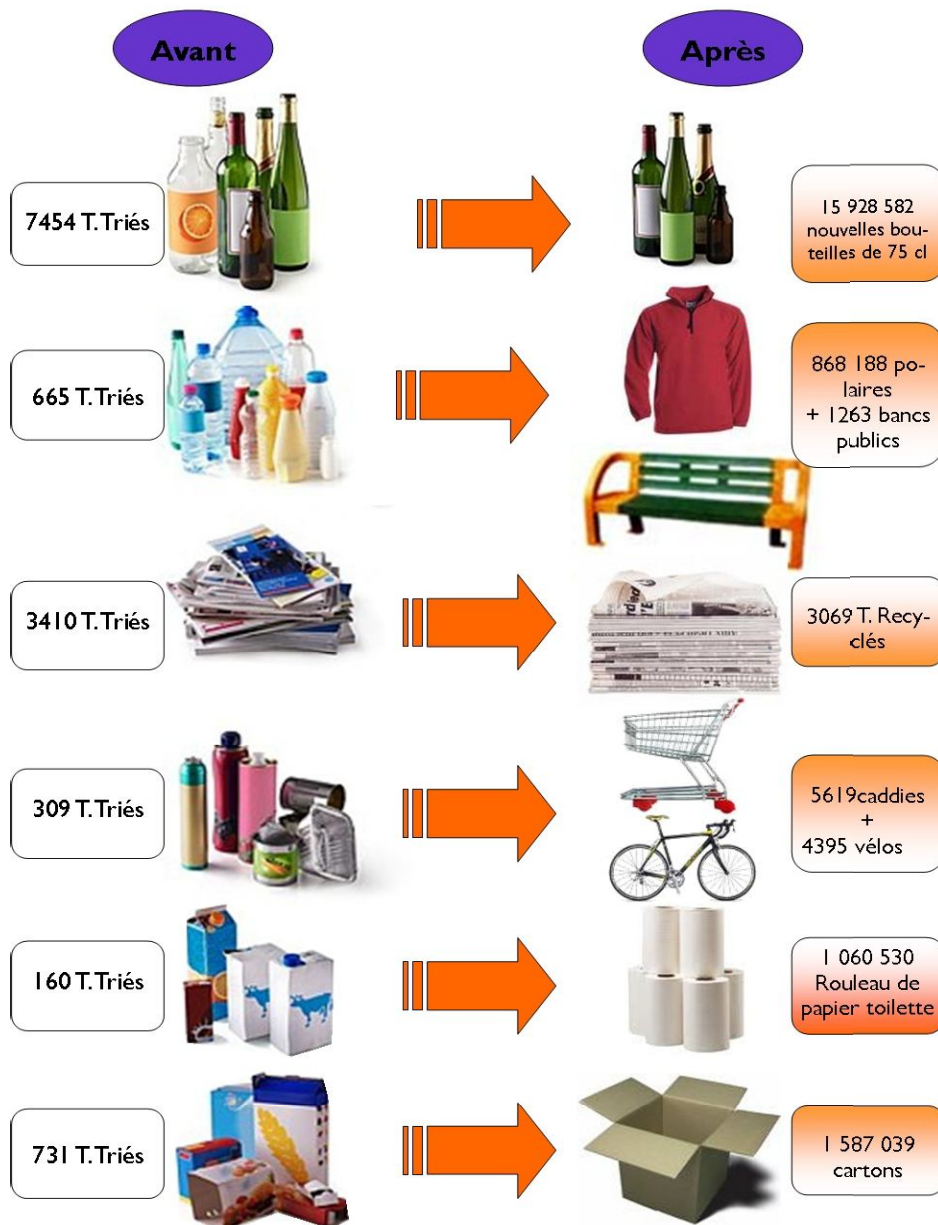 Avant
Après
7454 T.Triés
15 928 582
nouvelles bou-
teilles de 75 cl
665 T.Triés
868 188 po-
laires
+ 1263 bancs
publics
3410 T.Triés
3069 T. Recy-
clés
309 T.Triés
5619caddies
+
4395 vélos
160 T.Triés
1 060 530
Rouleau de
papier toilette
731 T.Triés
1 587 039
cartons